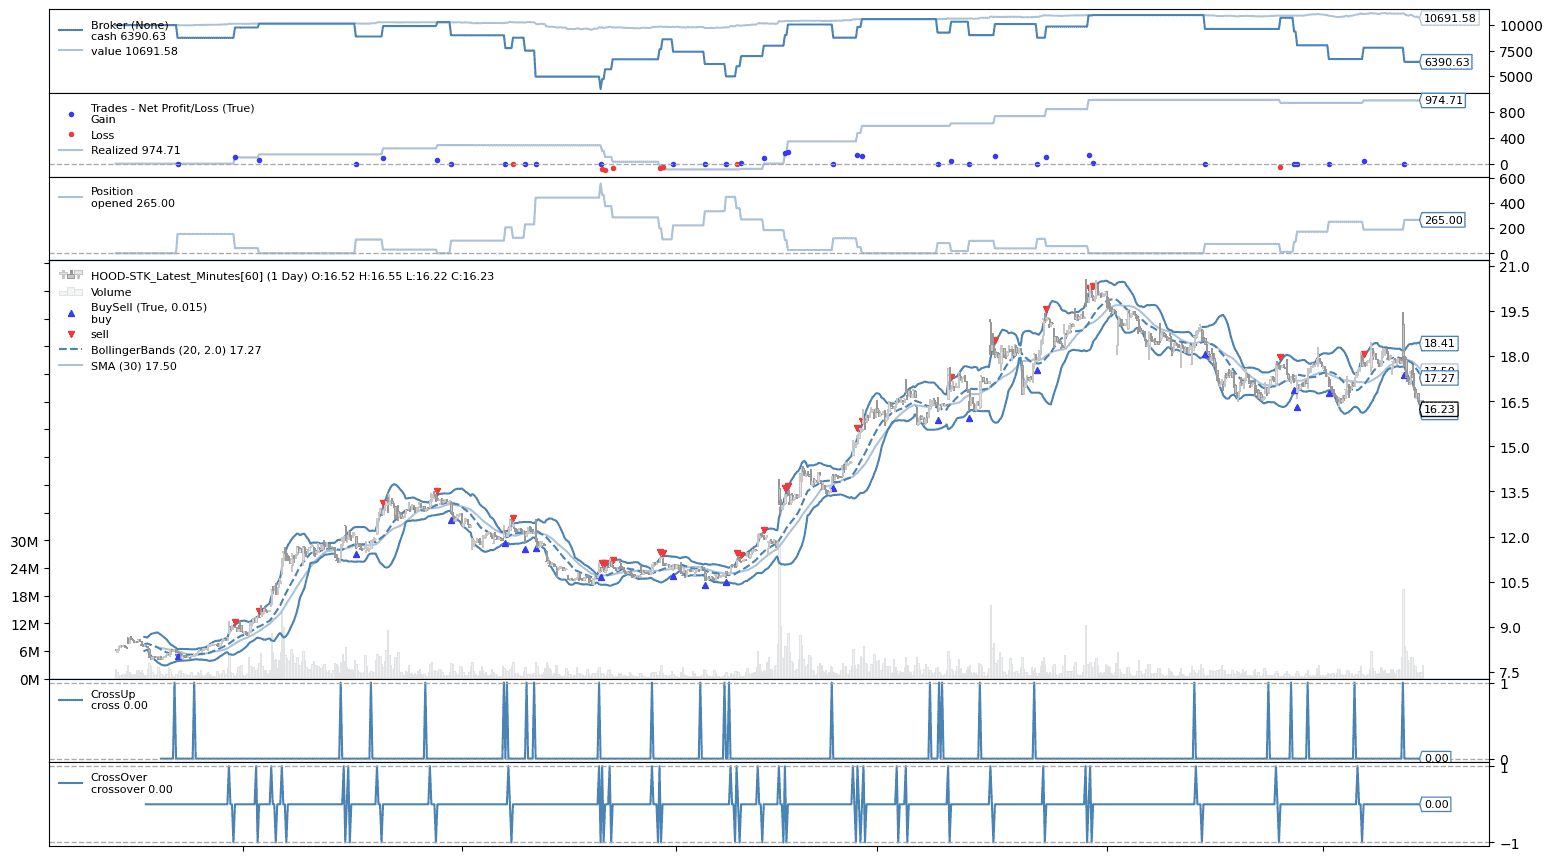 Broker (None)
cash 6390.63
value 10691.58
10691.58
10000
7500
6390.63
5000
Trades - Net Profit/Loss (True)
Gain
Loss
Realized 974.71
974.71
800
400
0
Position
opened 265.00
600
400
265.00
200
0
HOOD-STK_Latest_Minutes[60] (1 Day) O:16.52 H:16.55 L:16.22 C:16.23
Volume
BuySell (True, 0.015)
buy
sell
BollingerBands (20, 2.0) 17.27
SMA (30) 17.50
21.0
19.5
18.41
18.0
17.50
17.27
16.5
16.23
15.0
13.5
12.0
10.5
9.0
7.5
30M
24M
18M
12M
6M
0M
CrossUp
cross 0.00
1
0.00
0
CrossOver
crossover 0.00
1
0.00
−1